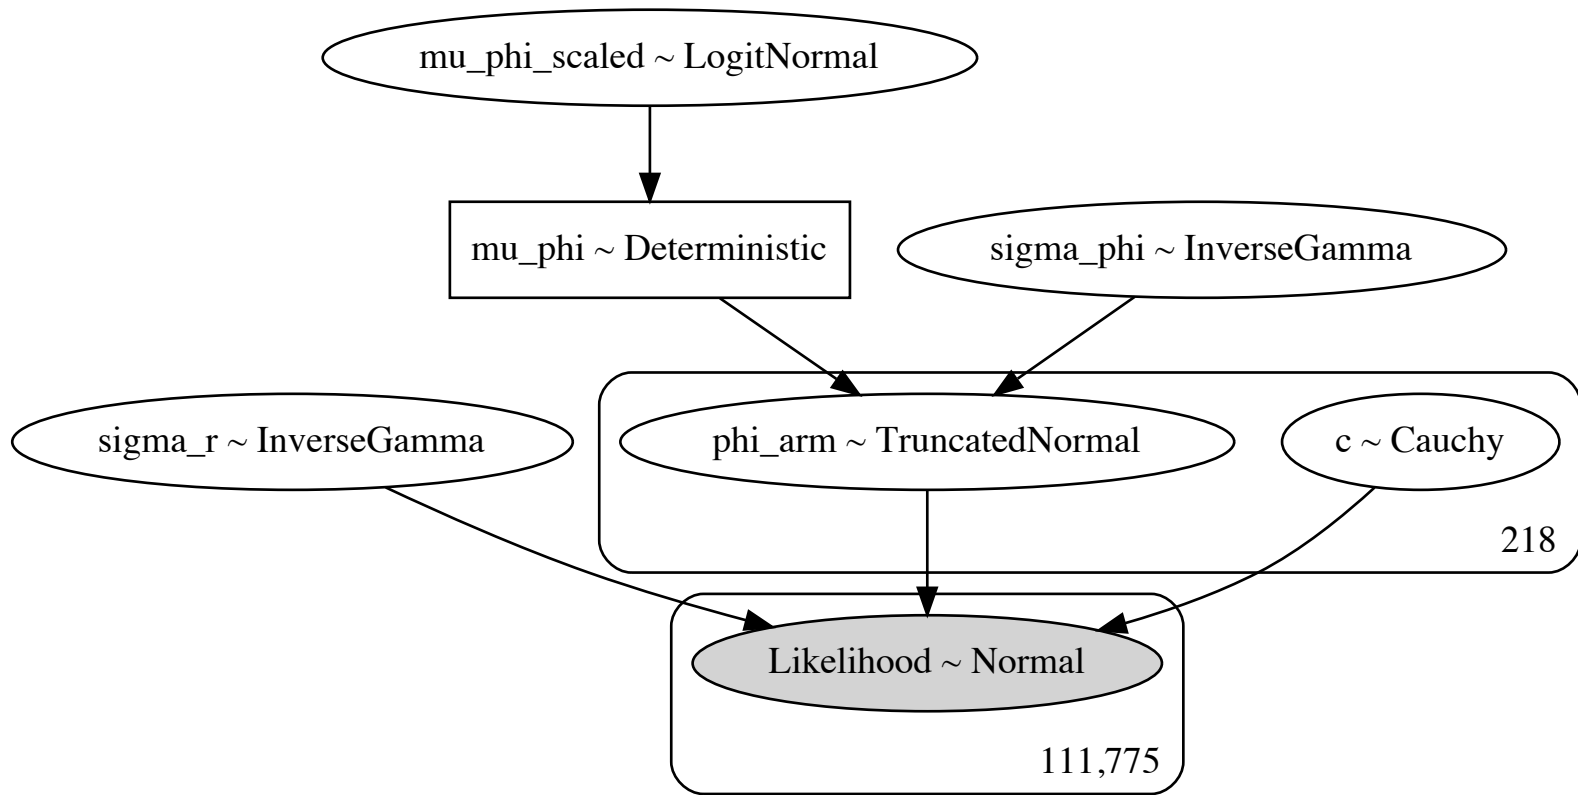 mu_phi_scaled ~ LogitNormal
mu_phi ~ Deterministic
sigma_phi ~ InverseGamma
sigma_r ~ InverseGamma
phi_arm ~ TruncatedNormal
c ~ Cauchy
218
Likelihood ~ Normal
111,775